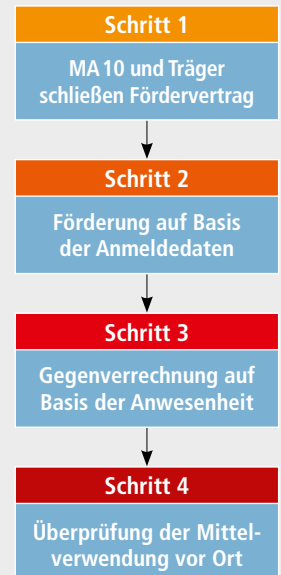 Schritt 1
MA 10 und Träger
schließen Fördervertrag
Schritt 2
Förderung auf Basis
der Anmeldedaten
Schritt 3
Gegenverrechnung auf
Basis der Anwesenheit
Schritt 4
Überprüfung der Mittel-
verwendung vor Ort